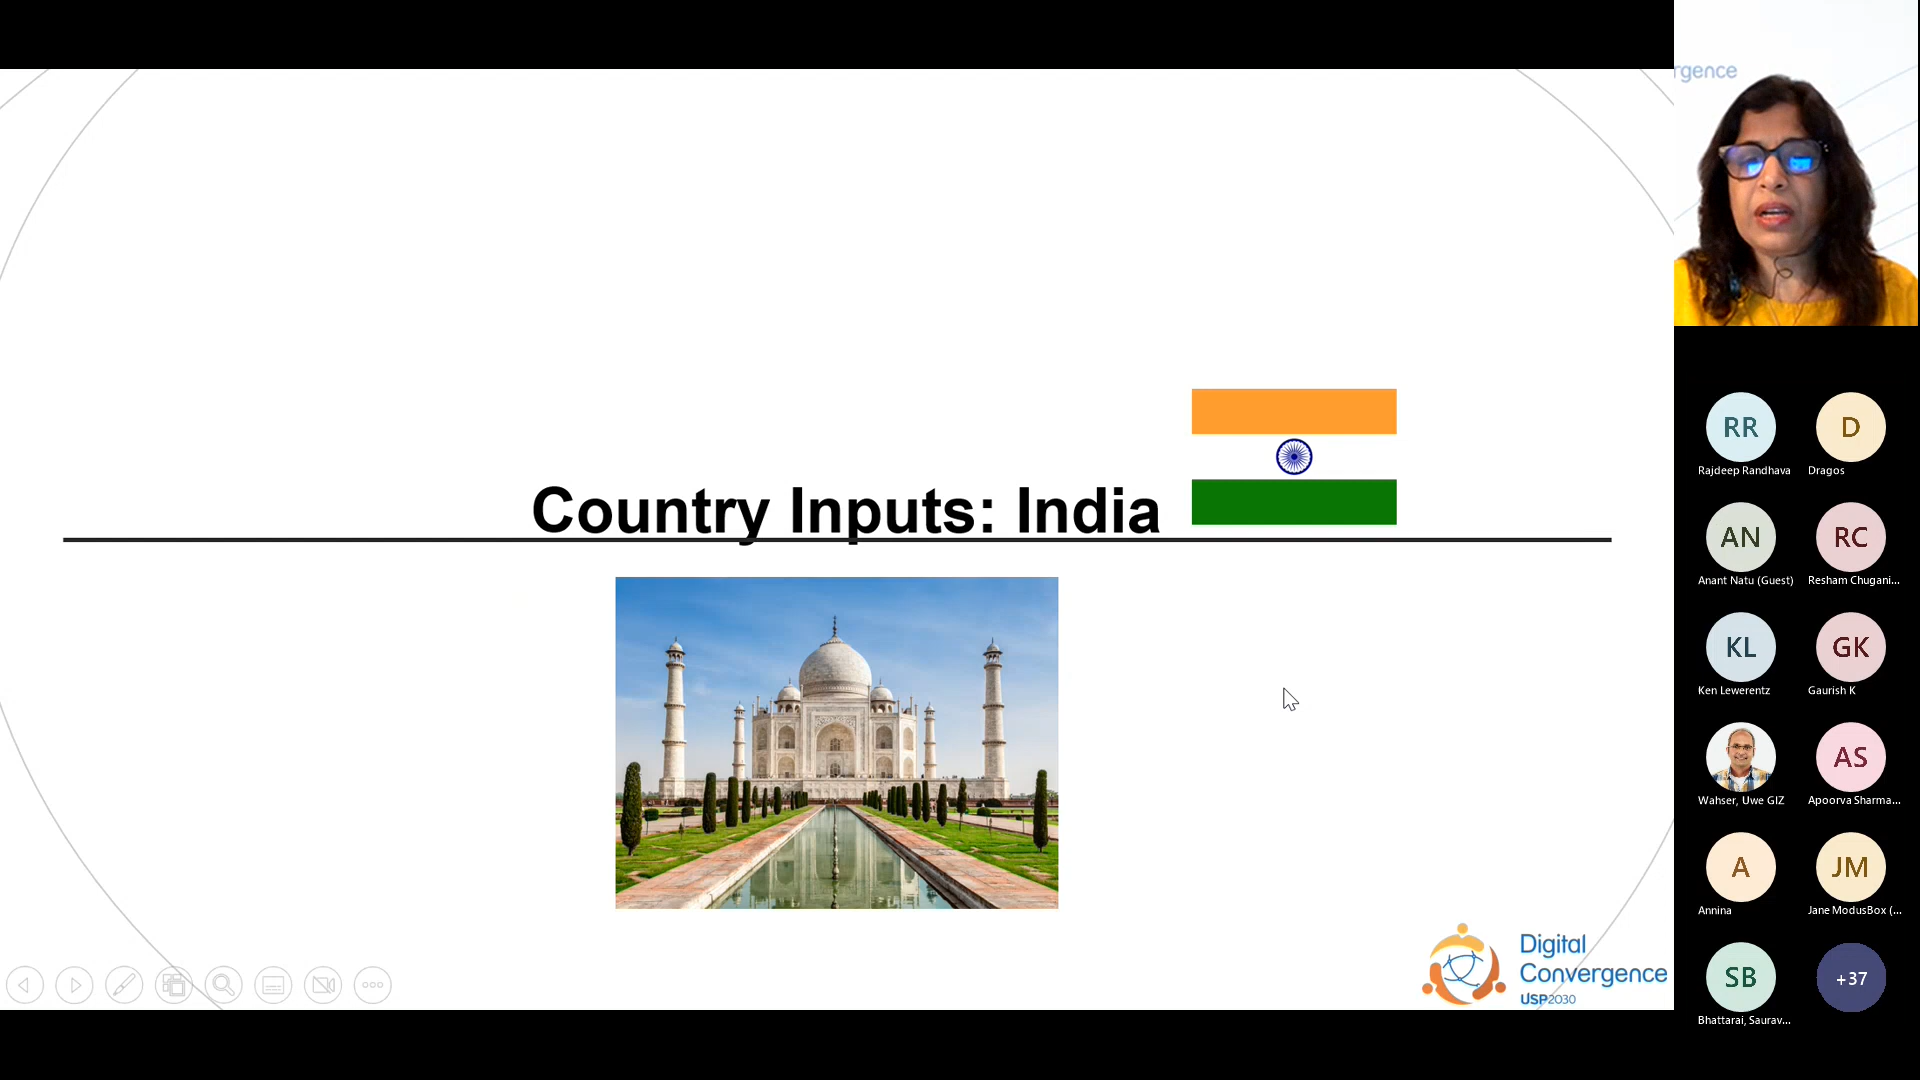 rgence
Country Inputs: India
Digital
Convergence
USP2030
RR
Rajdeep Randhava
D
Dragos
AN
Anant Natu (Guest)
RC
Resham Chugani...
KL
Ken Lewerentz
GK
Gaurish K
Wahser, Uwe GIZ
AS
Apoorva Sharma...
A
Annina
JM
Jane ModusBox (...
SB
Bhattarai, Saurav...
+37